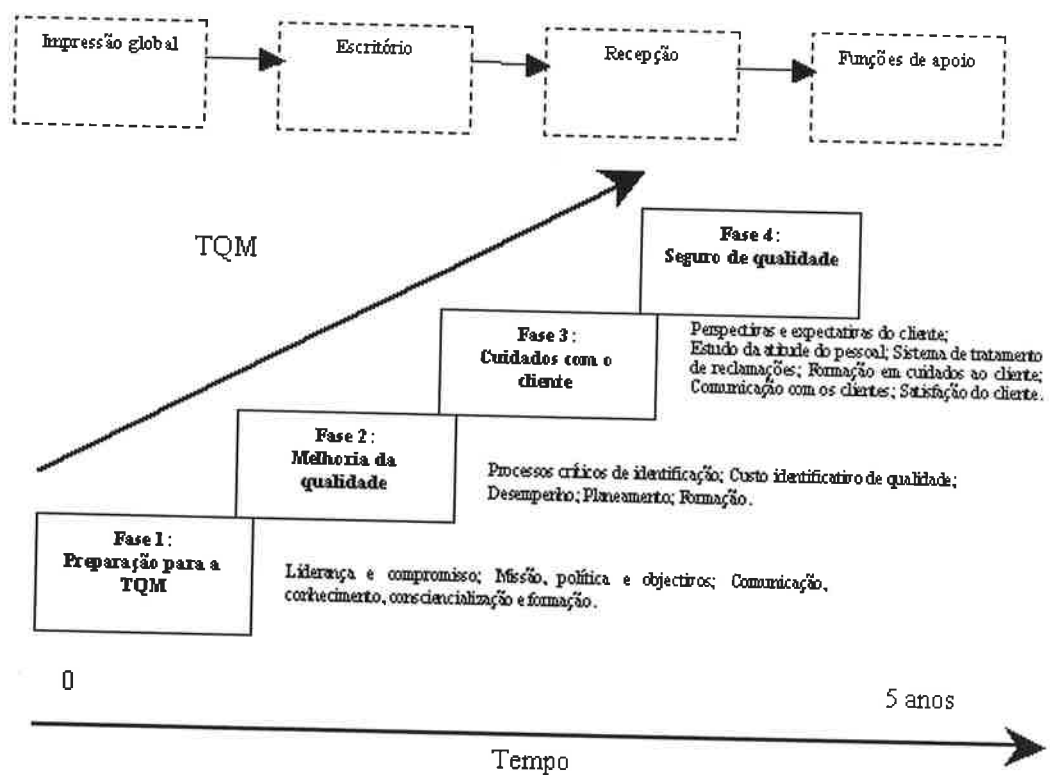 Impressão global
Escritório
Recepção
Funções de apoio
TQM
Fase 4:
Seguro de qualidade
Fase 3:
Cuidados com o
cliente
Perspectivas e expectativas do cliente;
Estudo da atitude do pessoal; Sistema de tratamento
de reclamações; Formação em cuidados ao cliente;
Comunicação com os clientes; Satisfação do cliente.
Fase 2:
Melhoria da
qualidade
Processos críticos de identificação; Custo identificativo de qualidade;
Desempenho; Planeamento; Formação.
Fase 1:
Preparação para a
TQM
Liderança e compromisso; Missão, política e objectivos; Comunicação,
conhecimento, consciencialização e formação.
0
5 anos
Tempo